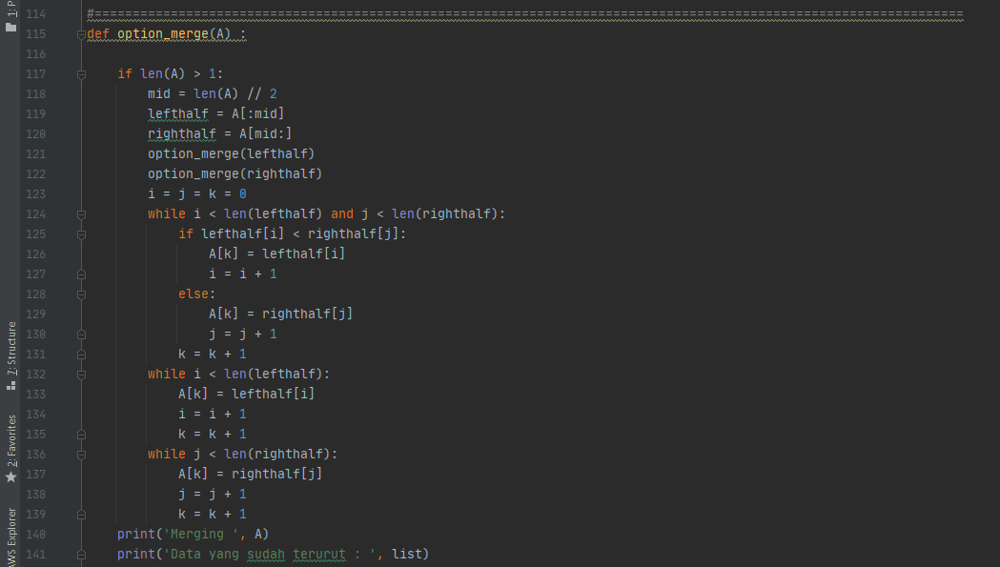 1: P
7: Structure
2: Favorites
AWS Explorer
114 #==================================================================================================================
115 def option_merge(A) :
116
117     if len(A) > 1:
118         mid = len(A) // 2
119         lefthalf = A[:mid]
120         righthalf = A[mid:]
121         option_merge(lefthalf)
122         option_merge(righthalf)
123         i = j = k = 0
124         while i < len(lefthalf) and j < len(righthalf):
125             if lefthalf[i] < righthalf[j]:
126                 A[k] = lefthalf[i]
127                 i = i + 1
128             else:
129                 A[k] = righthalf[j]
130                 j = j + 1
131             k = k + 1
132         while i < len(lefthalf):
133             A[k] = lefthalf[i]
134             i = i + 1
135             k = k + 1
136         while j < len(righthalf):
137             A[k] = righthalf[j]
138             j = j + 1
139             k = k + 1
140     print('Merging ', A)
141     print('Data yang sudah terurut : ', list)